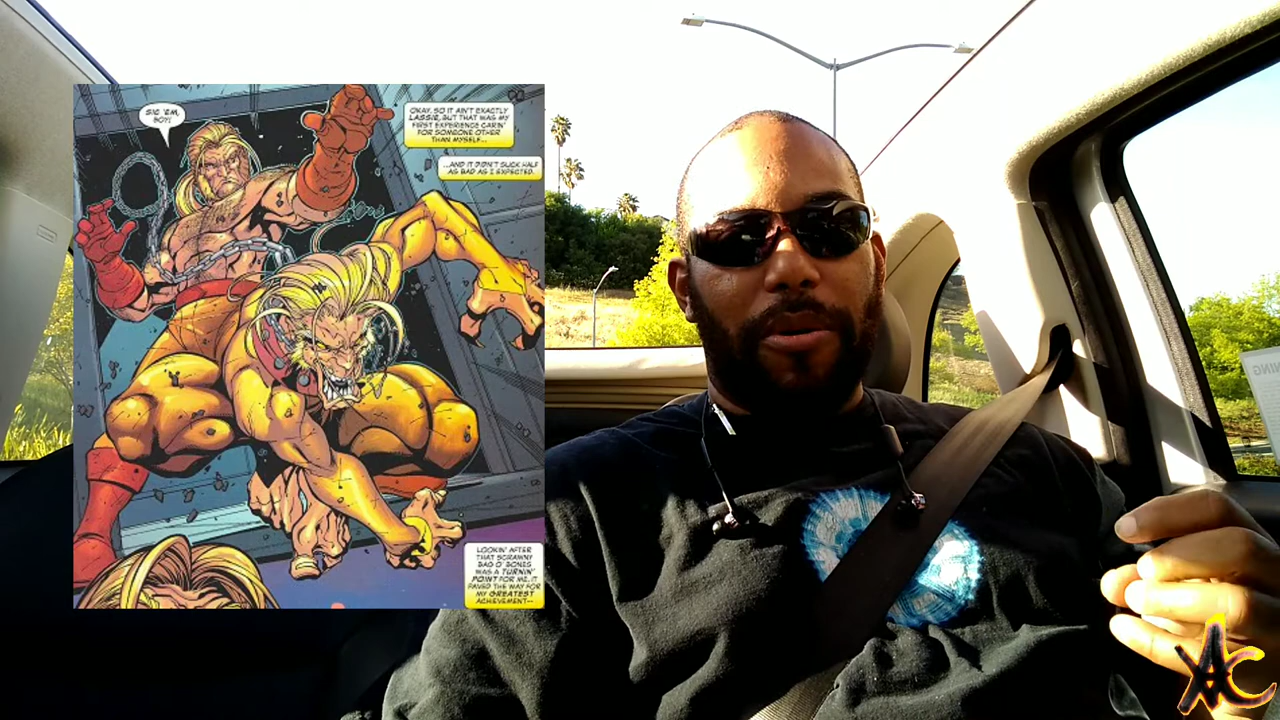 SIC 'EM,
BOY!
OKAY, SO IT AIN'T EXACTLY
LASSIE, BUT THAT WAS MY
FIRST EXPERIENCE CARIN'
FOR SOMEONE OTHER
THAN MYSELF...
...AND IT DIDN'T SUCK HALF
AS BAD AS I EXPECTED.
LOOKIN' AFTER
THAT SCRAWNY
BAG O' BONES
WAS A TURNIN'
POINT FOR ME. IT
PAVED THE WAY FOR
MY GREATEST
ACHIEVEMENT--
AC